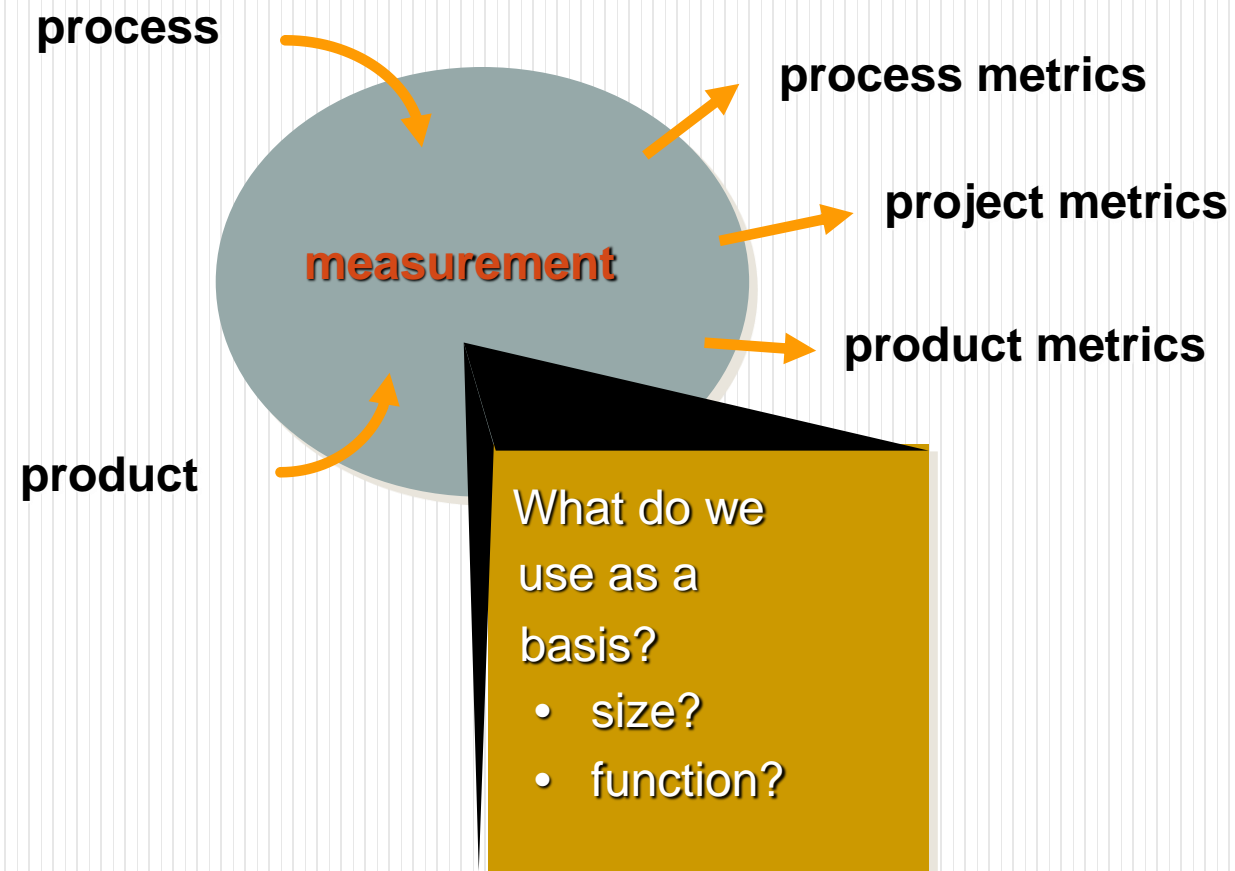 process
process metrics
project metrics
measurement
product metrics
product
What do we
use as a
basis?
• size?
• function?